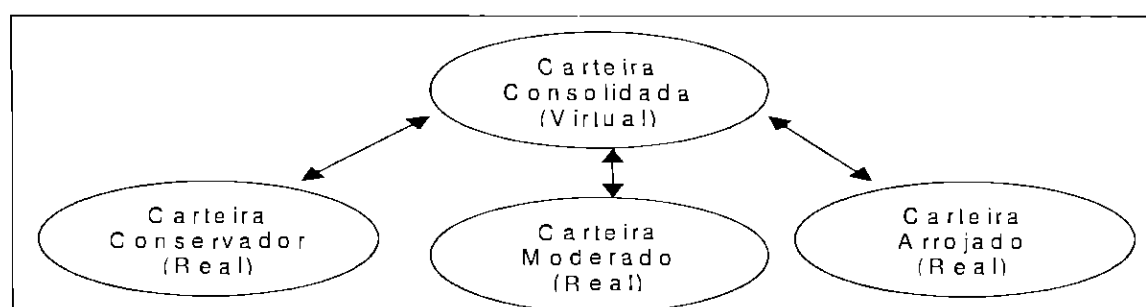 Carteira
Consolidada
(Virtual)
Carteira
Conservador
(Real)
Carteira
Moderado
(Real)
Carteira
Arrojado
(Real)